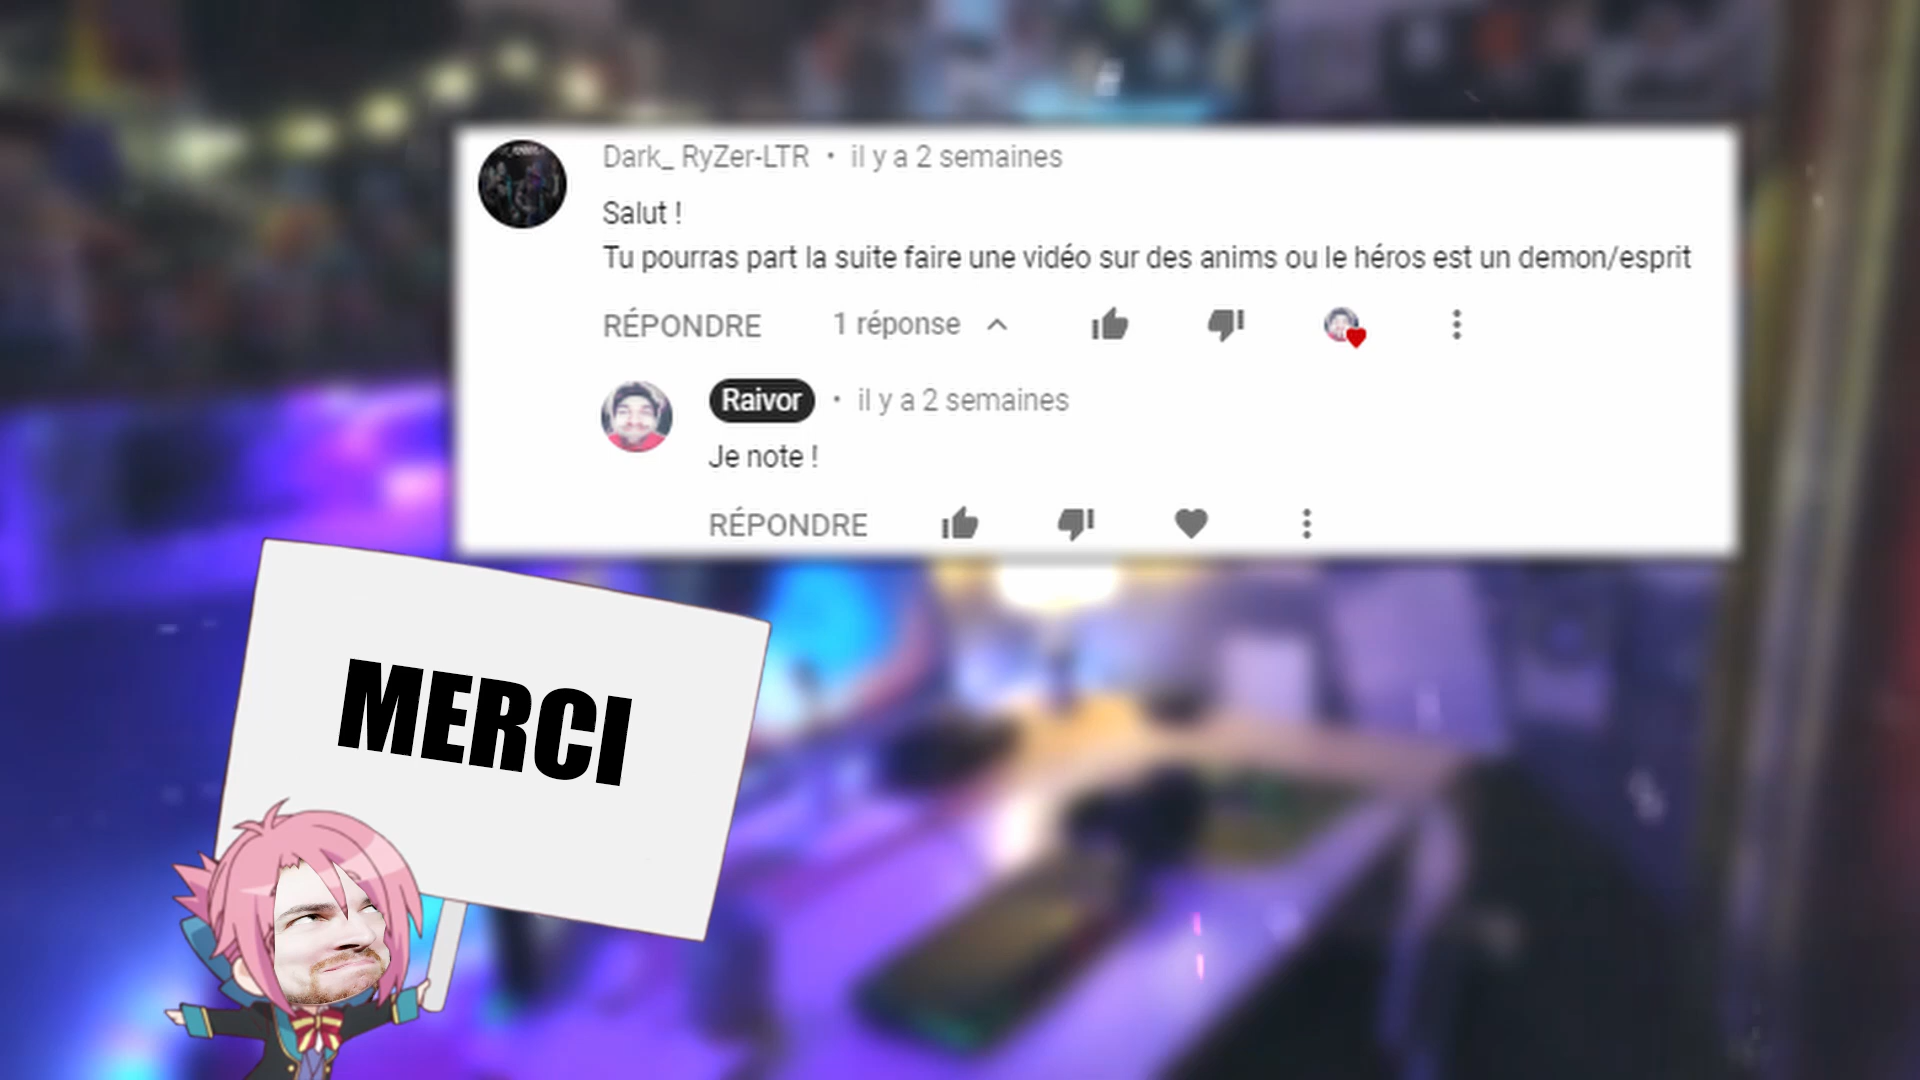 Dark_ RyZer-LTR • il y a 2 semaines
Salut !
Tu pourras part la suite faire une vidéo sur des anims ou le héros est un demon/esprit
RÉPONDRE 1 réponse
Raivor • il y a 2 semaines
Je note !
RÉPONDRE
MERCI